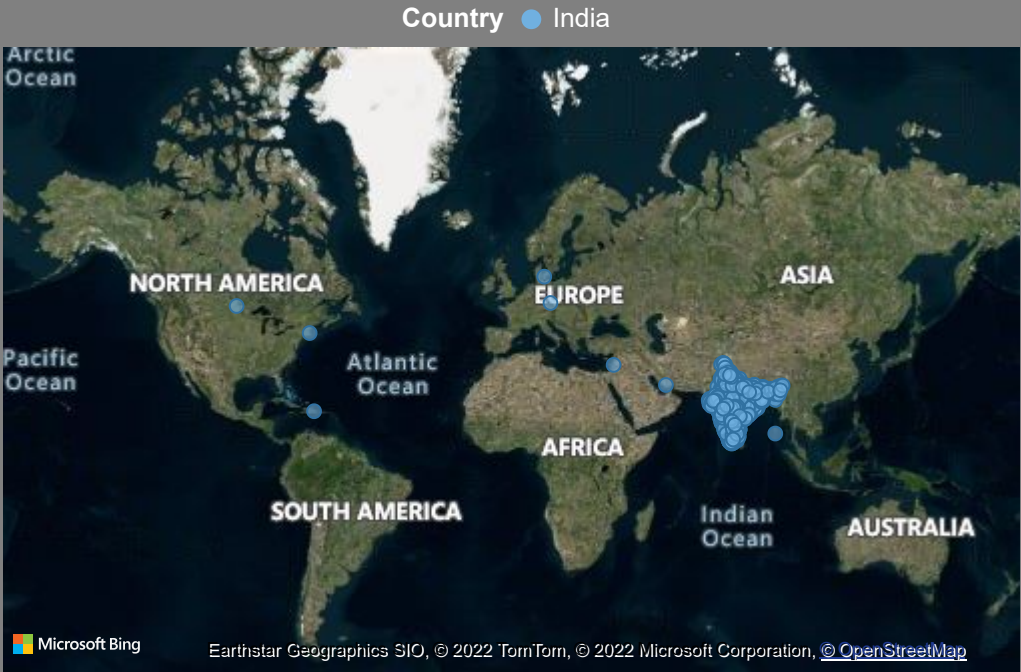 Country India
Arctic
Ocean
NORTH AMERICA
ASIA
EUROPE
Pacific
Ocean
Atlantic
Ocean
AFRICA
SOUTH AMERICA
Indian
Ocean
AUSTRALIA
Microsoft Bing
Earthstar Geographics SIO, © 2022 TomTom, © 2022 Microsoft Corporation, © OpenStreetMap